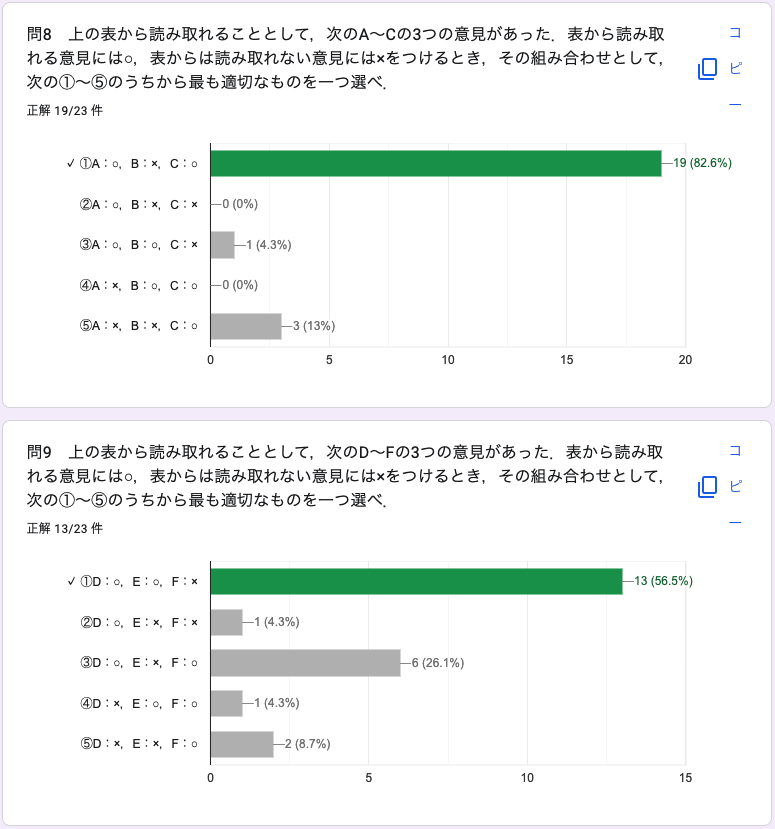 問8　上の表から読み取れることとして，次のA～Cの3つの意見があった．表から読み取
れる意見には○，表からは読み取れない意見には×をつけるとき，その組み合わせとして，
次の①～⑤のうちから最も適切なものを一つ選べ．
コピー
正解 19/23 件
✓ ①A：○，B：×，C：○
19 (82.6%)
②A：○，B：×，C：×
0 (0%)
③A：○，B：○，C：×
1 (4.3%)
④A：×，B：○，C：○
0 (0%)
⑤A：×，B：×，C：○
3 (13%)
0 5 10 15 20
問9　上の表から読み取れることとして，次のD～Fの3つの意見があった．表から読み取
れる意見には○，表からは読み取れない意見には×をつけるとき，その組み合わせとして，
次の①～⑤のうちから最も適切なものを一つ選べ．
コピー
正解 13/23 件
✓ ①D：○，E：○，F：×
13 (56.5%)
②D：○，E：×，F：×
1 (4.3%)
③D：○，E：×，F：○
6 (26.1%)
④D：×，E：○，F：○
1 (4.3%)
⑤D：×，E：×，F：○
2 (8.7%)
0 5 10 15